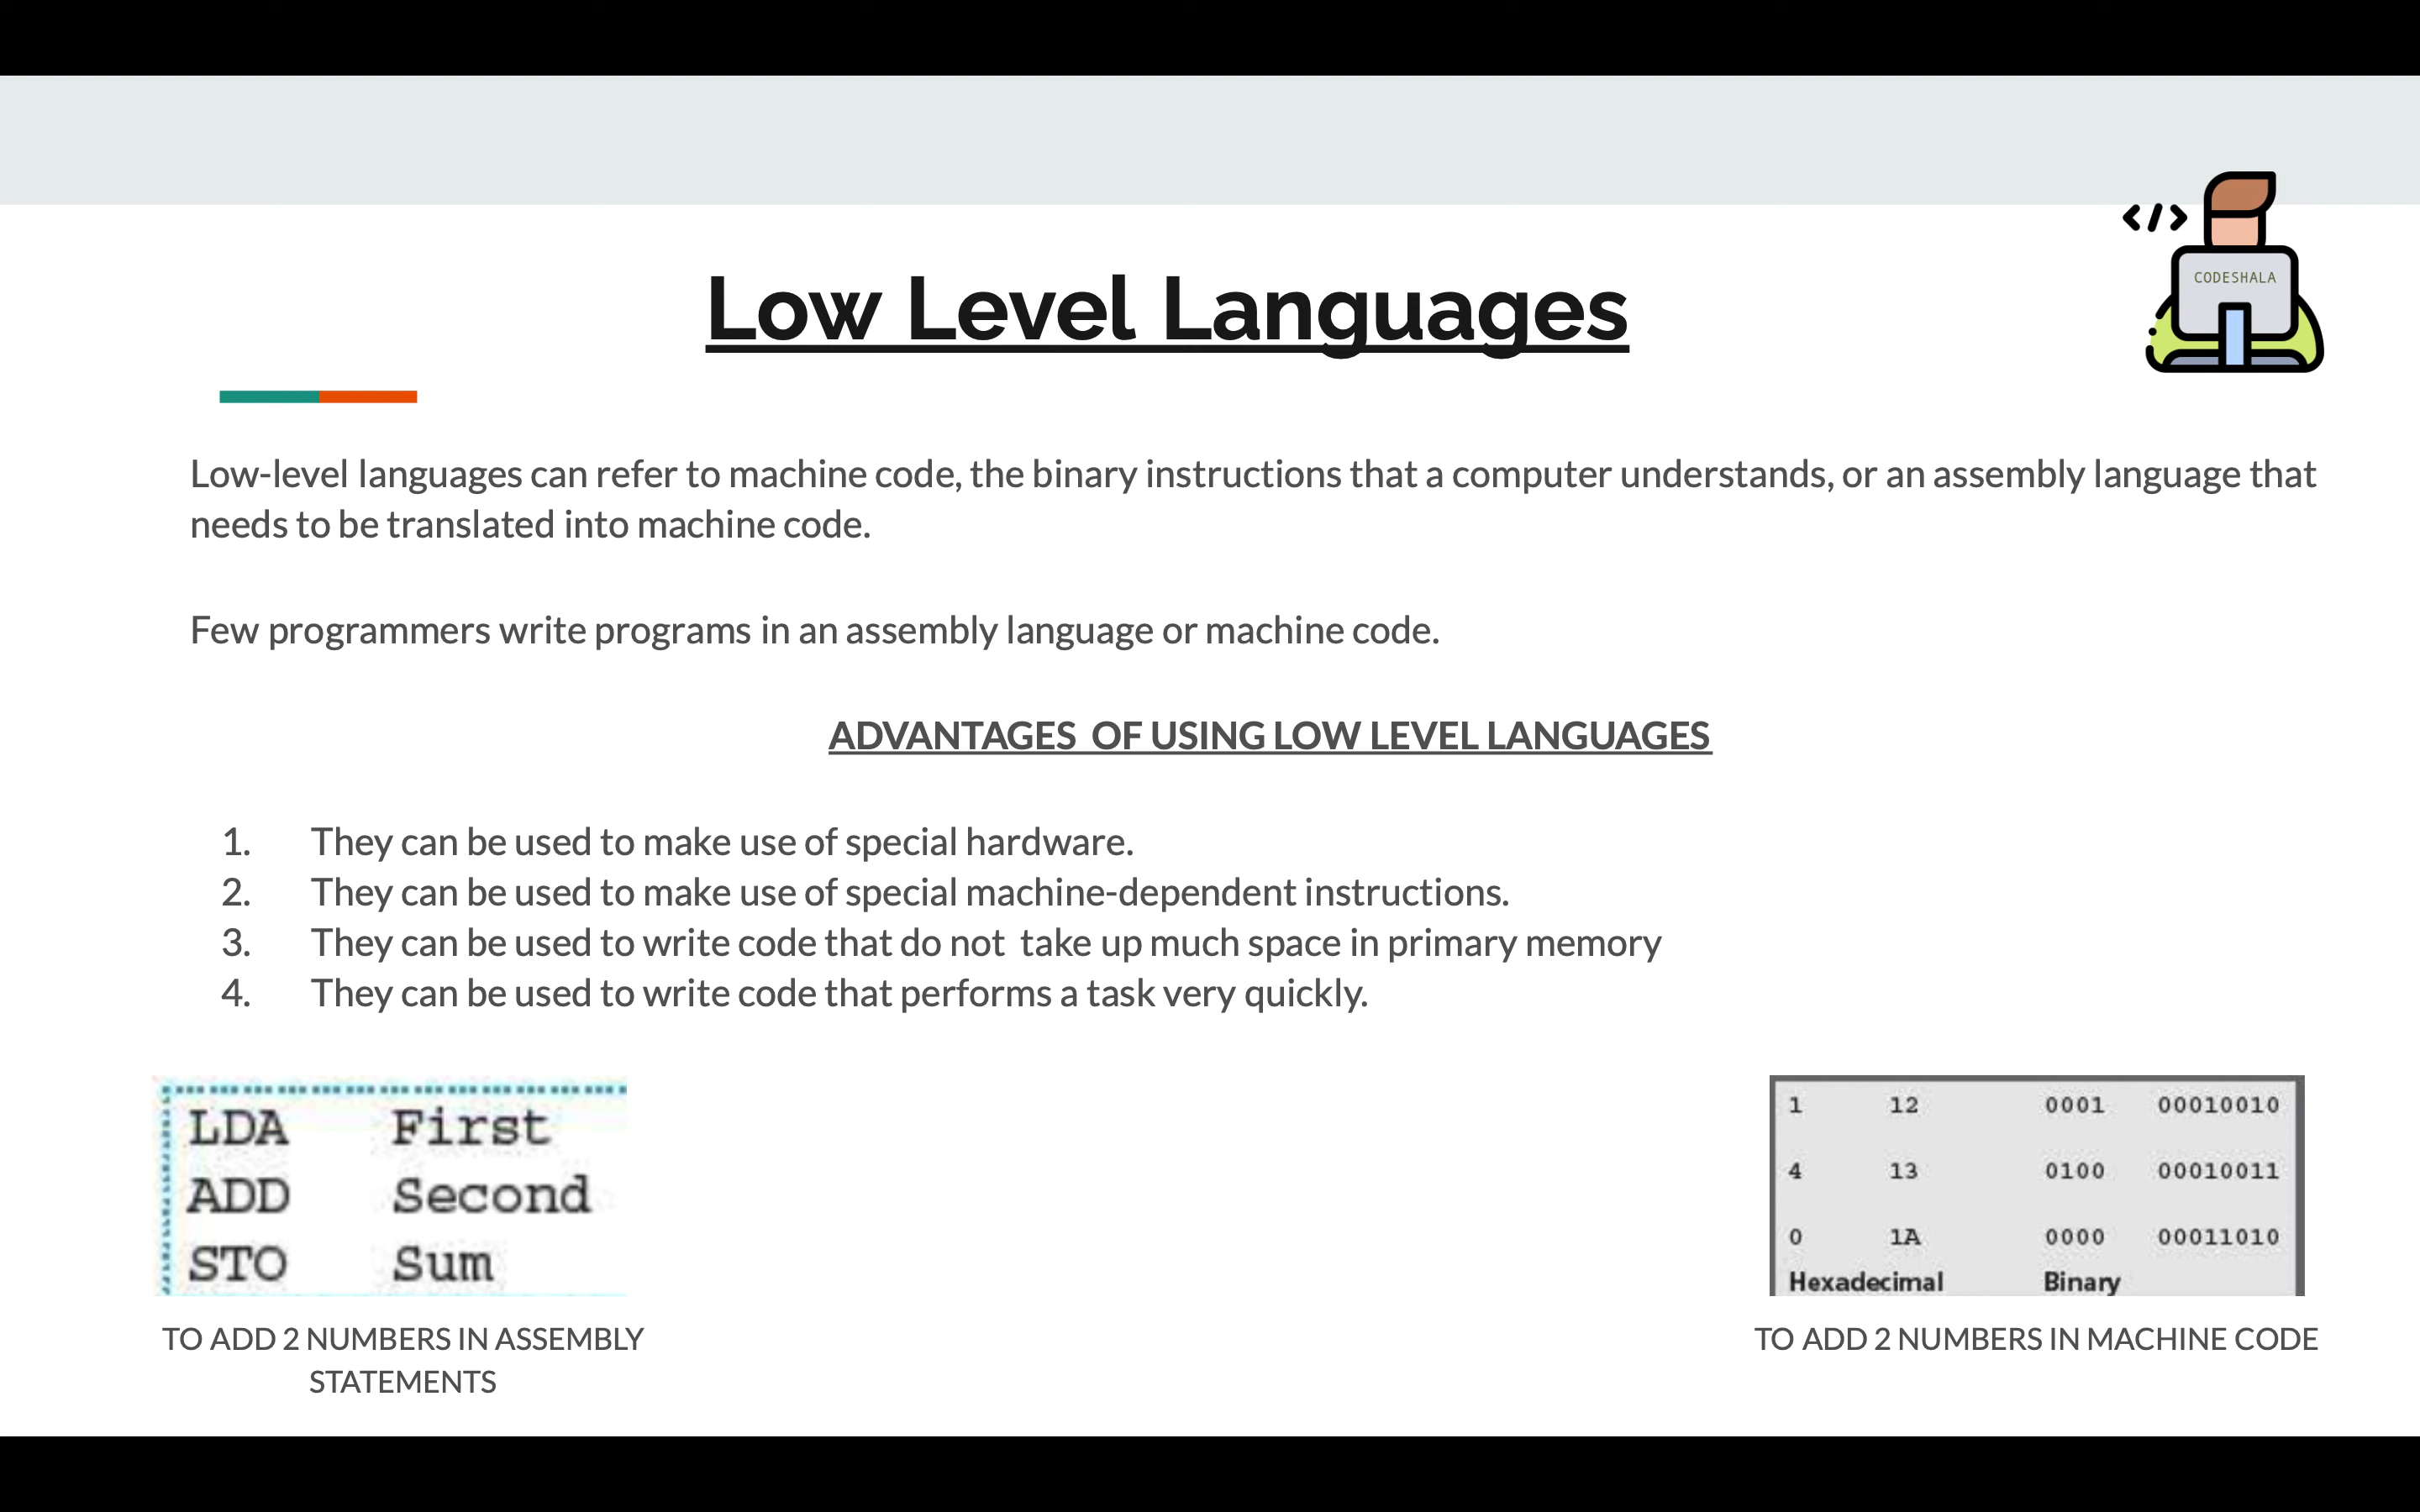 </>
CODESHALA
Low Level Languages
Low-level languages can refer to machine code, the binary instructions that a computer understands, or an assembly language that
needs to be translated into machine code.
Few programmers write programs in an assembly language or machine code.
ADVANTAGES  OF USING LOW LEVEL LANGUAGES
1. They can be used to make use of special hardware.
2. They can be used to make use of special machine-dependent instructions.
3. They can be used to write code that do not  take up much space in primary memory
4. They can be used to write code that performs a task very quickly.
LDA First
ADD Second
STO Sum
TO ADD 2 NUMBERS IN ASSEMBLY
STATEMENTS
1 12 0001 00010010
4 13 0100 00010011
0 1A 0000 00011010
Hexadecimal Binary
TO ADD 2 NUMBERS IN MACHINE CODE